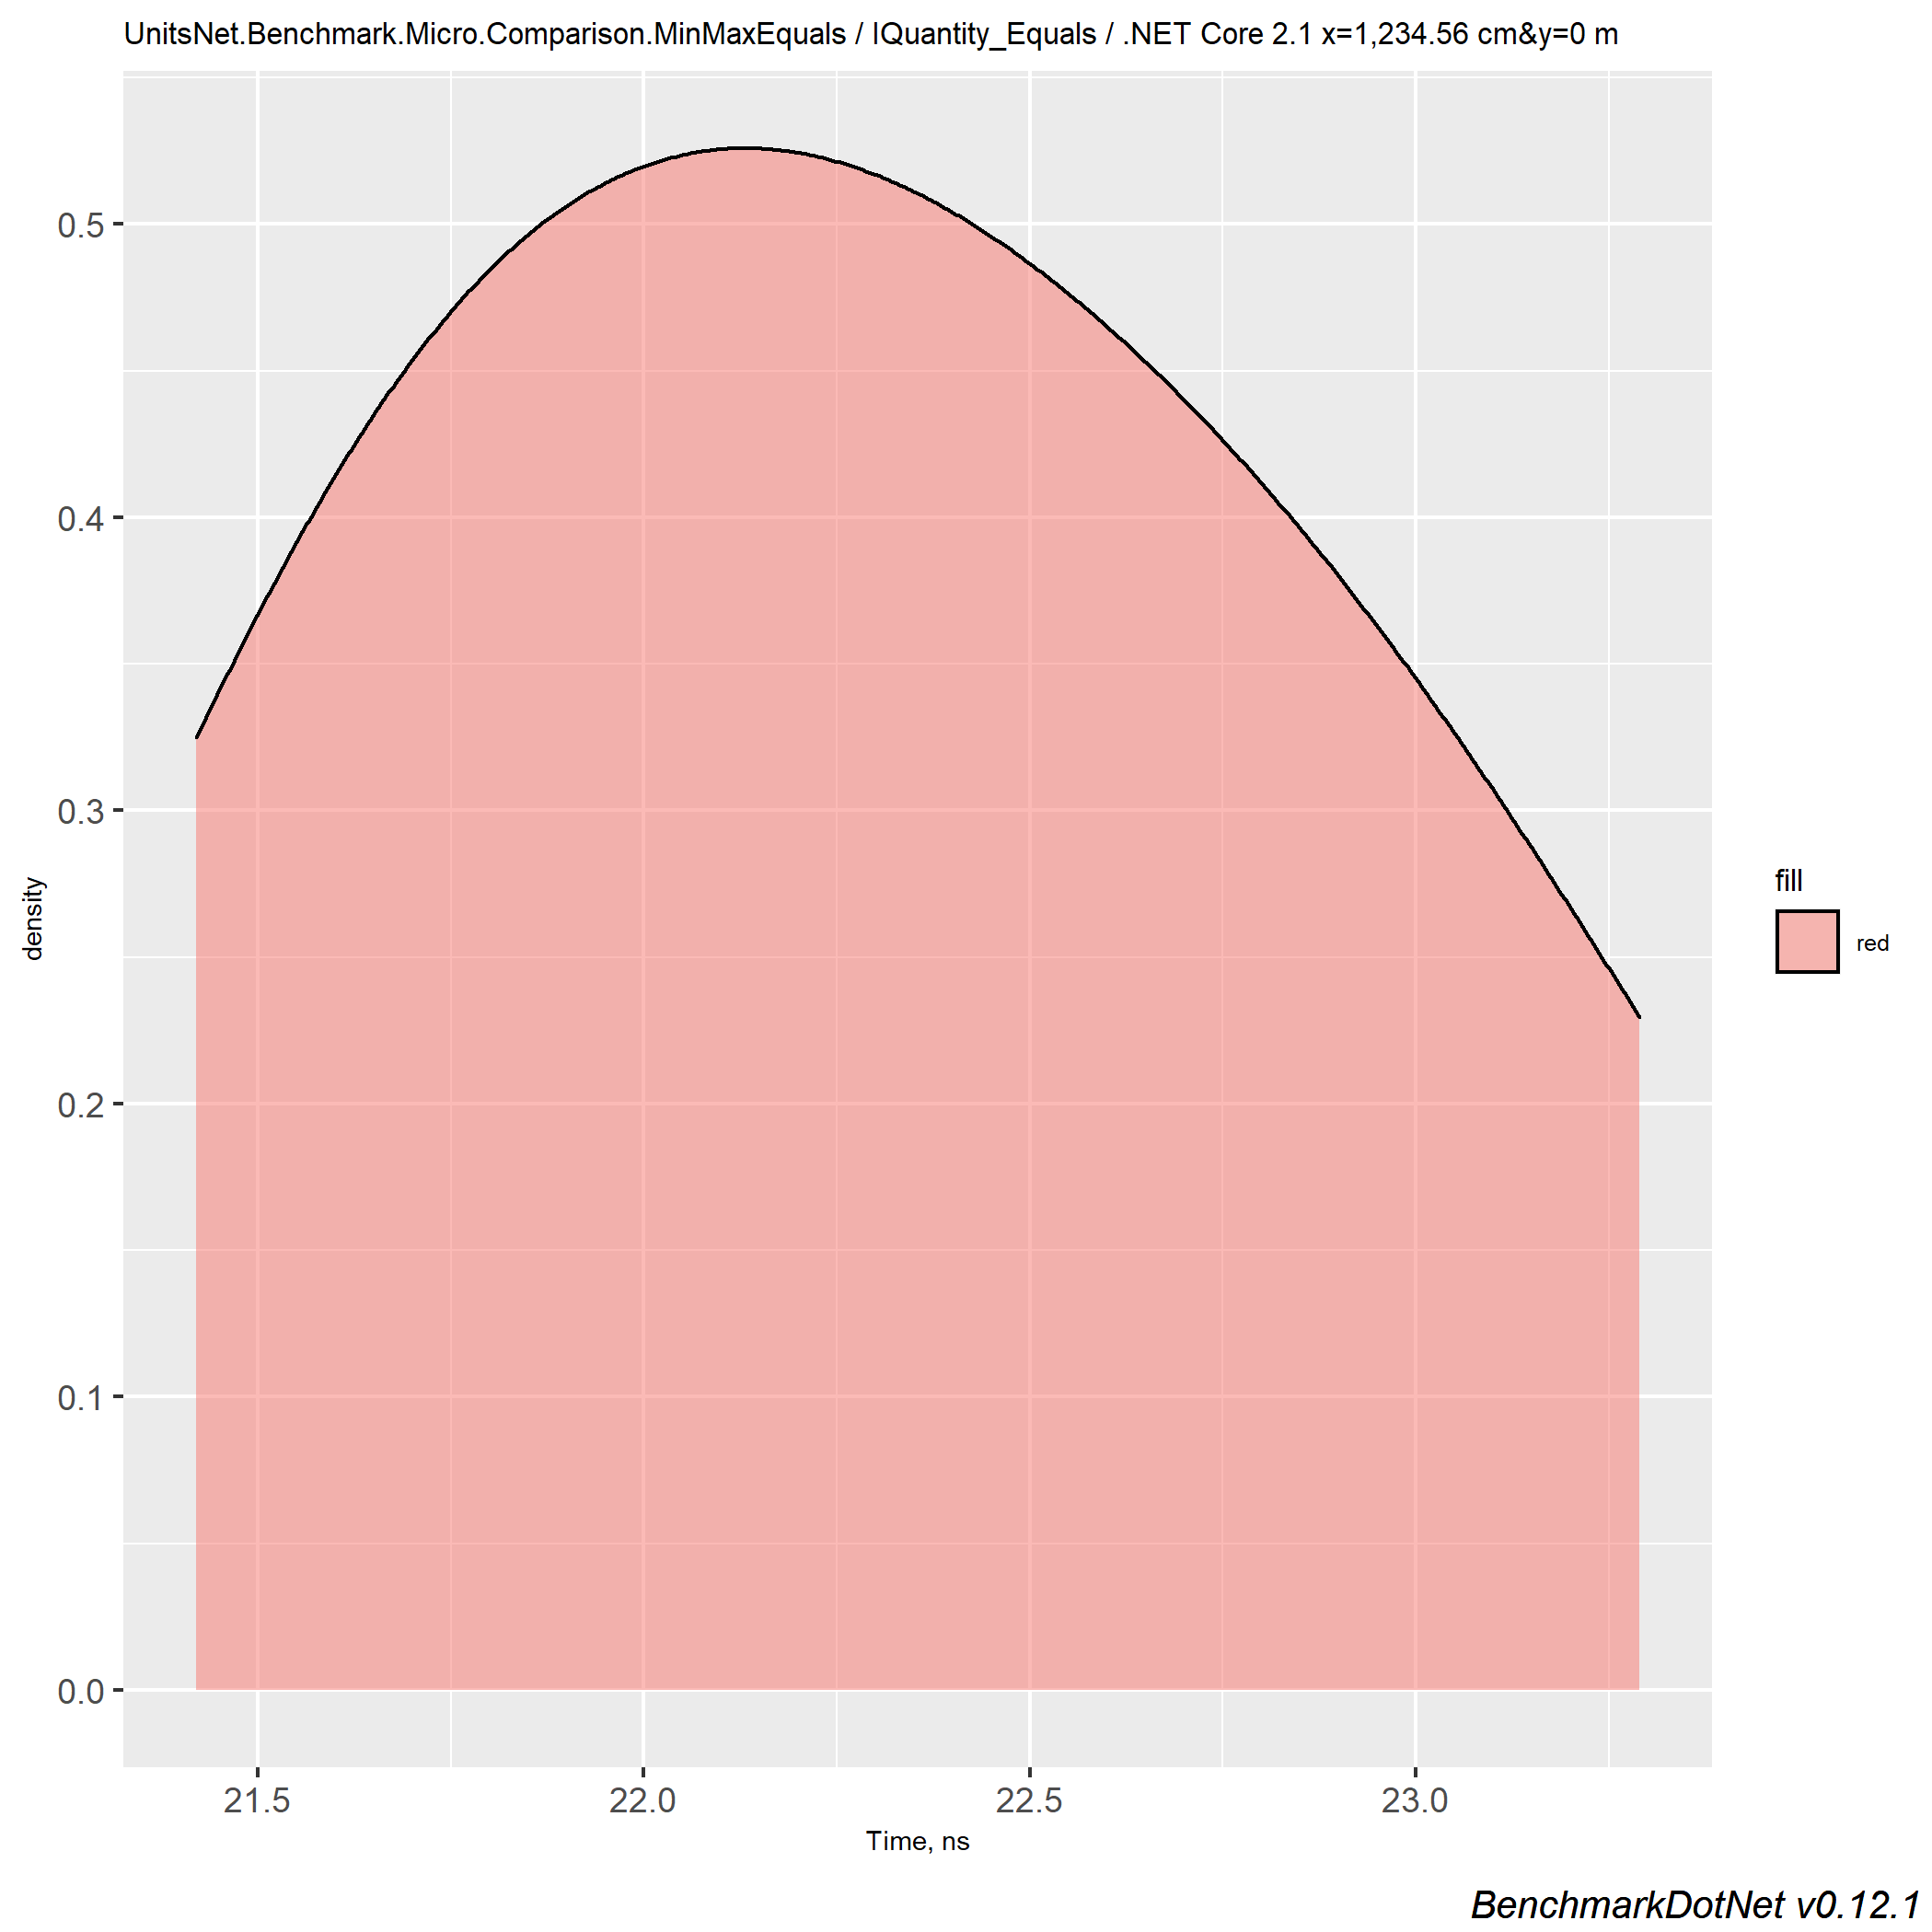 UnitsNet.Benchmark.Micro.Comparison.MinMaxEquals / IQuantity_Equals / .NET Core 2.1 x=1,234.56 cm&y=0 m
0.5
0.4
0.3
0.2
0.1
0.0
density
21.5 22.0 22.5 23.0
Time, ns
fill
red
BenchmarkDotNet v0.12.1